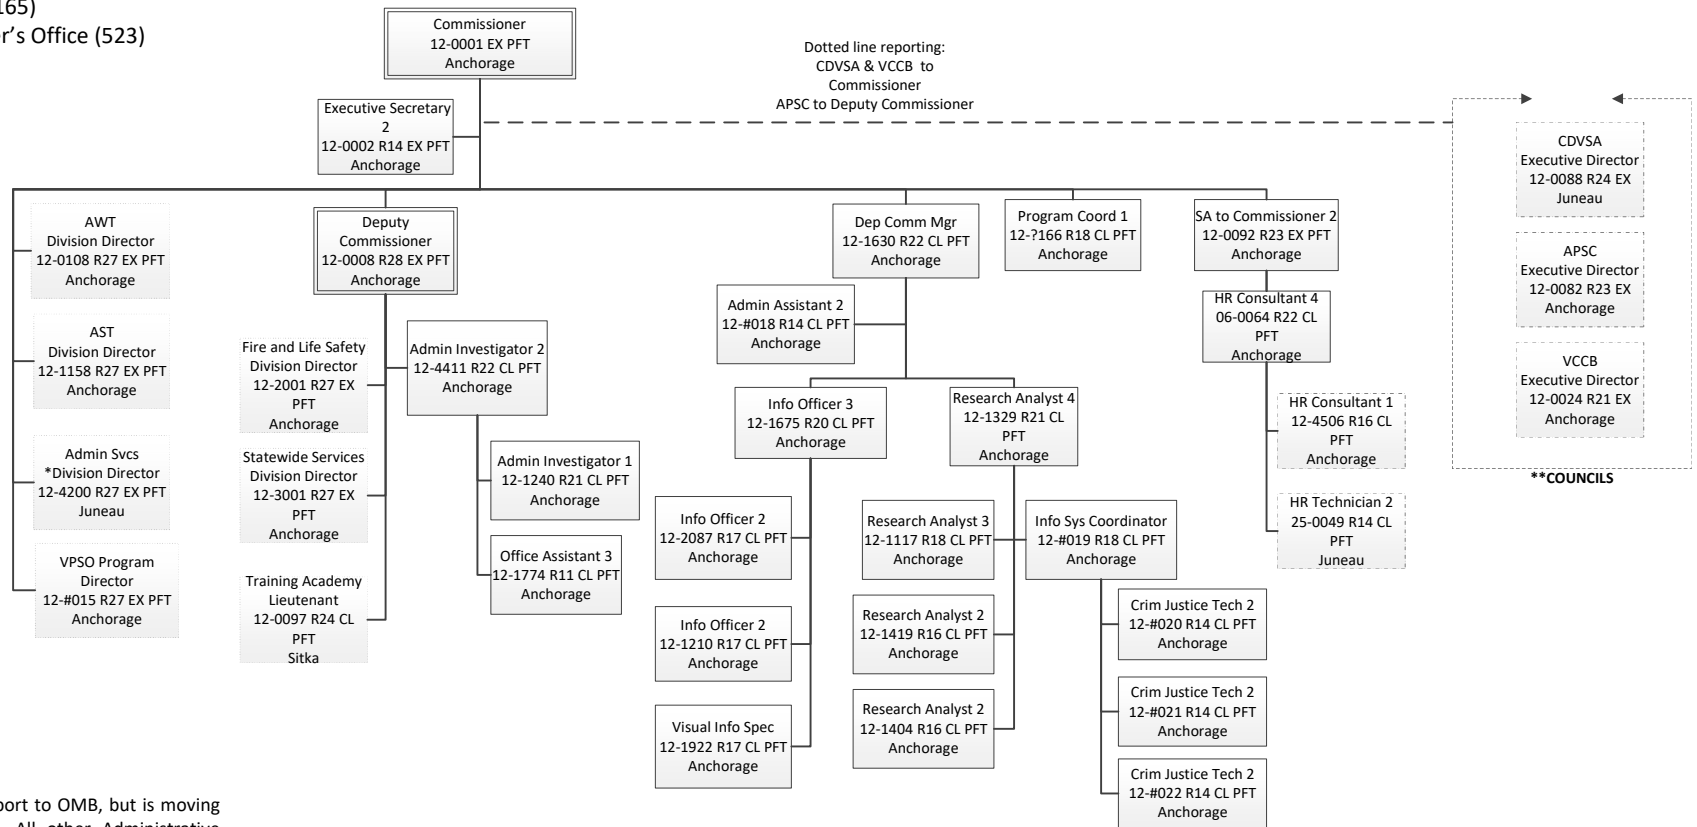 165)
er’s Office (523)
Commissioner
12-0001 EX PFT
Anchorage
Executive Secretary
2
12-0002 R14 EX PFT
Anchorage
Dotted line reporting:
CDVSA & VCCB to
Commissioner
APSC to Deputy Commissioner
AWT
Division Director
12-0108 R27 EX PFT
Anchorage
AST
Division Director
12-1158 R27 EX PFT
Anchorage
Admin Svcs
*Division Director
12-4200 R27 EX PFT
Juneau
VPSO Program
Director
12-#015 R27 EX PFT
Anchorage
Deputy
Commissioner
12-0008 R28 EX PFT
Anchorage
Fire and Life Safety
Division Director
12-2001 R27 EX
PFT
Anchorage
Statewide Services
Division Director
12-3001 R27 EX
PFT
Anchorage
Training Academy
Lieutenant
12-0097 R24 CL
PFT
Sitka
Admin Investigator 2
12-4411 R22 CL PFT
Anchorage
Admin Investigator 1
12-1240 R21 CL PFT
Anchorage
Office Assistant 3
12-1774 R11 CL PFT
Anchorage
Dep Comm Mgr
12-1630 R22 CL PFT
Anchorage
Admin Assistant 2
12-#018 R14 CL PFT
Anchorage
Info Officer 3
12-1675 R20 CL PFT
Anchorage
Info Officer 2
12-2087 R17 CL PFT
Anchorage
Info Officer 2
12-1210 R17 CL PFT
Anchorage
Visual Info Spec
12-1922 R17 CL PFT
Anchorage
Research Analyst 4
12-1329 R21 CL
PFT
Anchorage
Research Analyst 3
12-1117 R18 CL PFT
Anchorage
Research Analyst 2
12-1419 R16 CL PFT
Anchorage
Research Analyst 2
12-1404 R16 CL PFT
Anchorage
Info Sys Coordinator
12-#019 R18 CL PFT
Anchorage
Crim Justice Tech 2
12-#020 R14 CL PFT
Anchorage
Crim Justice Tech 2
12-#021 R14 CL PFT
Anchorage
Crim Justice Tech 2
12-#022 R14 CL PFT
Anchorage
Program Coord 1
12-?166 R18 CL PFT
Anchorage
SA to Commissioner 2
12-0092 R23 EX PFT
Anchorage
HR Consultant 4
06-0064 R22 CL
PFT
Anchorage
HR Consultant 1
12-4506 R16 CL
PFT
Anchorage
HR Technician 2
25-0049 R14 CL
PFT
Juneau
CDVSA
Executive Director
12-0088 R24 EX
Juneau
APSC
Executive Director
12-0082 R23 EX
Anchorage
VCCB
Executive Director
12-0024 R21 EX
Anchorage
**COUNCILS
port to OMB, but is moving
All other Administrative